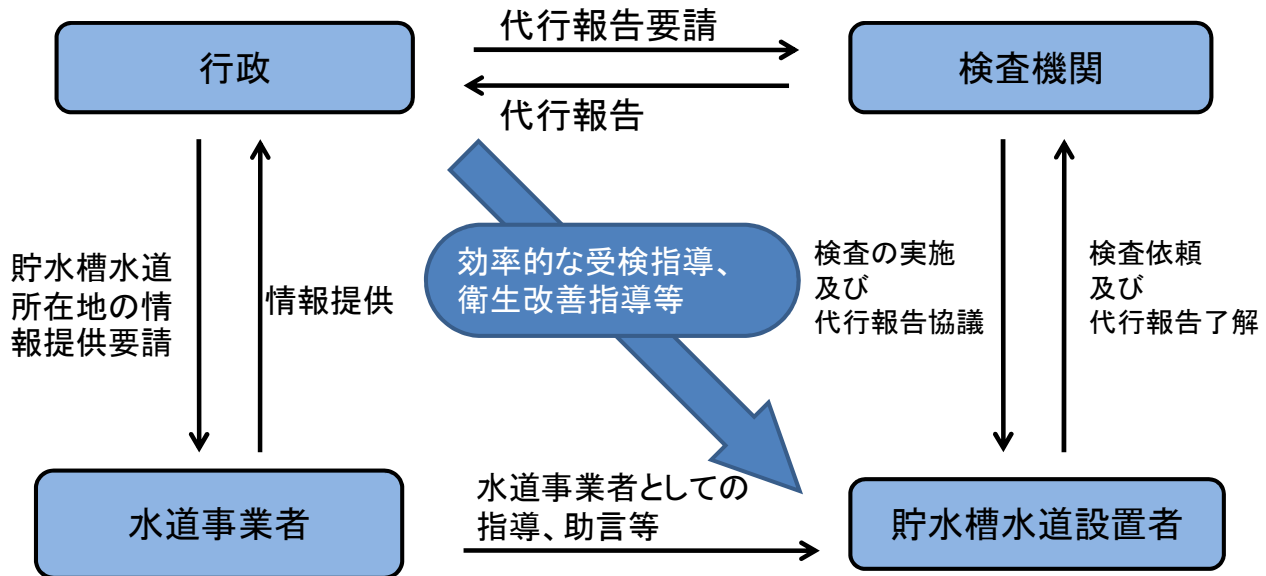 代行報告要請
行政
検査機関
代行報告
貯水槽水道
所在地の情
報提供要請
情報提供
効率的な受検指導、
衛生改善指導等
検査の実施
及び
代行報告協議
検査依頼
及び
代行報告了解
水道事業者
水道事業者としての
指導、助言等
貯水槽水道設置者